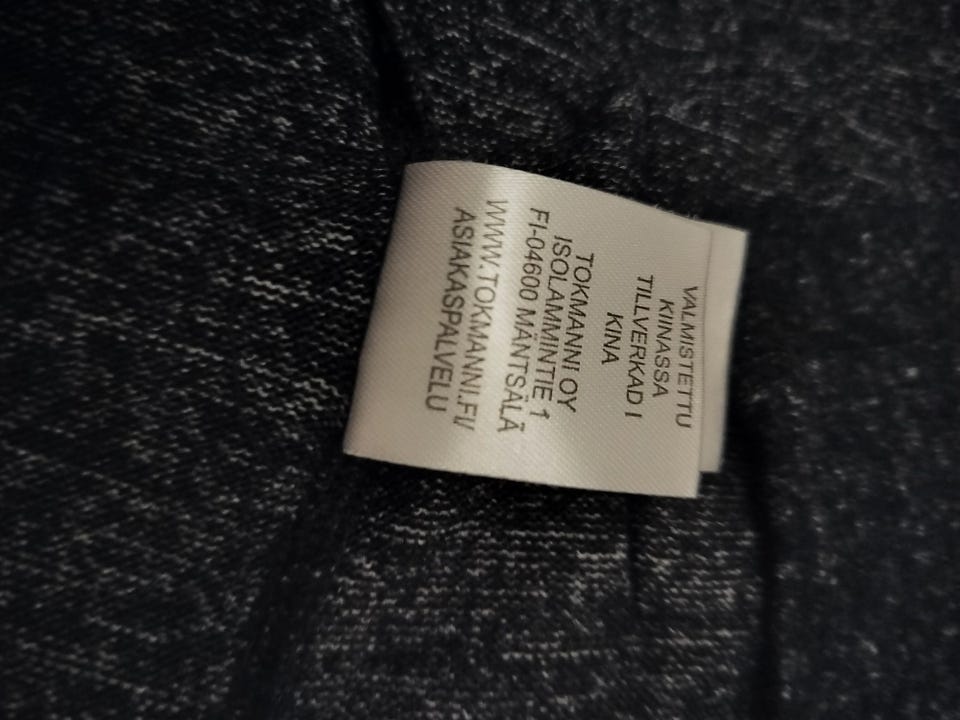 VALMISTETTU
KIINASSA
TILLVERKAD I
KINA
TOKMANNI OY
ISOLAMMINTIE 1
FI-04600 MÄNTSÄLÄ
WWW.TOKMANNI.FI/
ASIAKASPALVELU